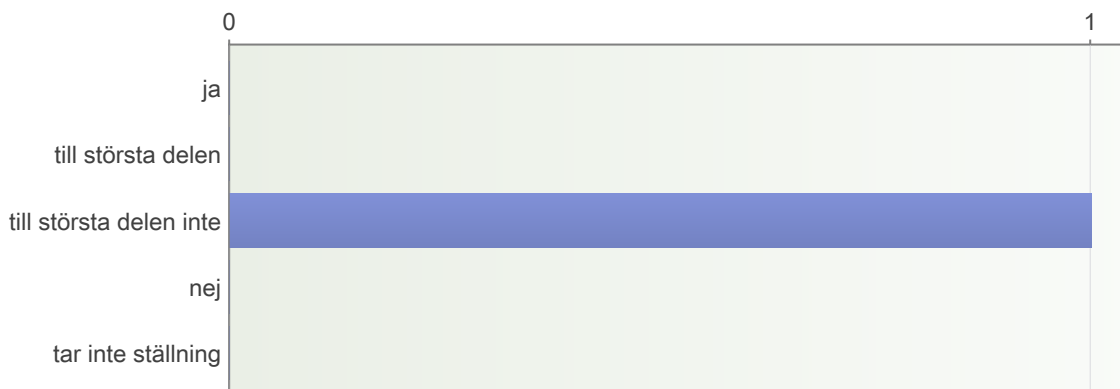 0 1
ja
till största delen
till största delen inte
nej
tar inte ställning